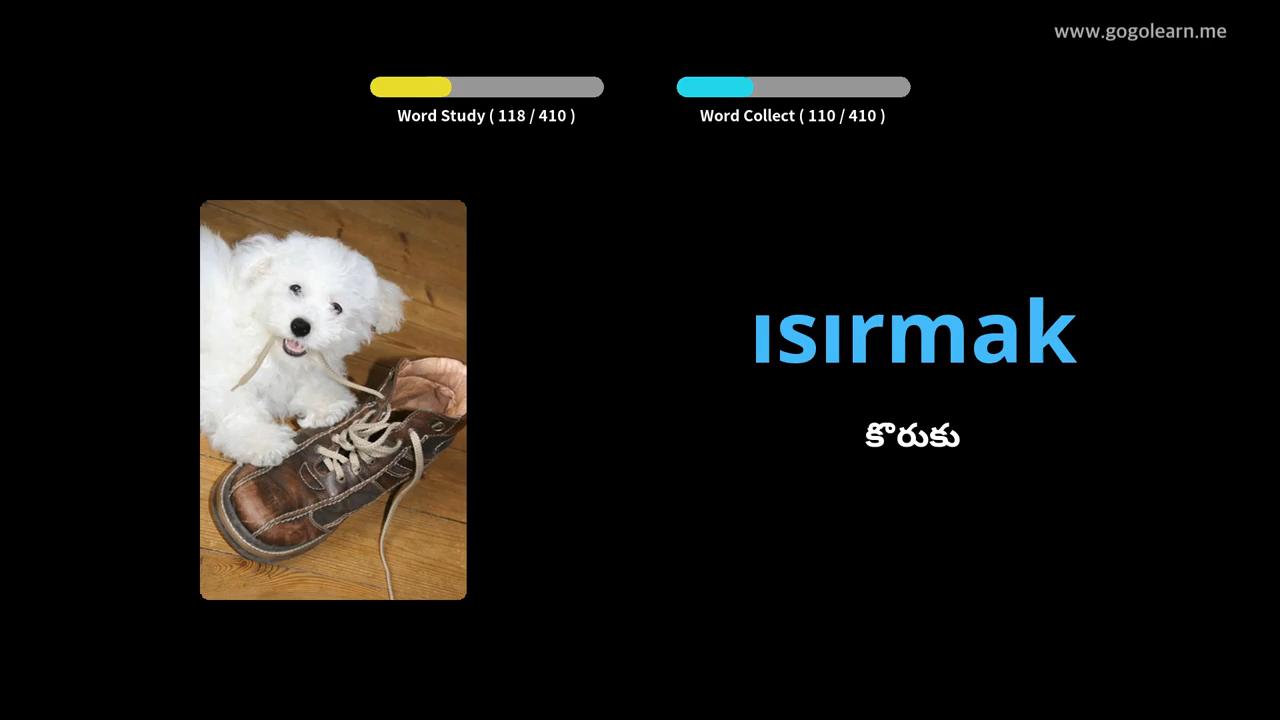 www.gogolearn.me
Word Study ( 118 / 410 )
Word Collect ( 110 / 410 )
ısırmak
కొరుకు